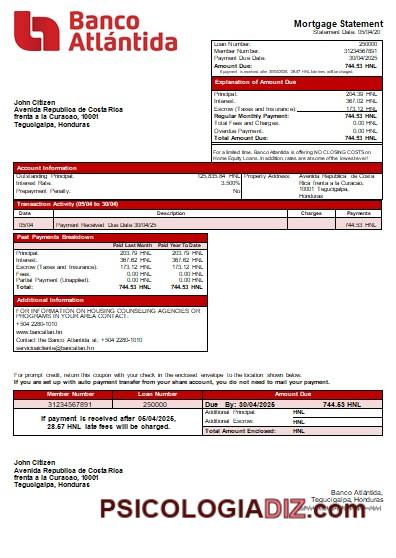 Banco
Atlántida
Mortgage Statement
Statement Date: 05/04/20
Loan Number: 250000
Member Number: 31234567891
Payment Due Date: 30/04/2025
Amount Due: 744.53 HNL
If payment is received after 30/04/2025, 28.57 HNL late fees will be charged.
Explanation of Amount Due
Principal: 204.39 HNL
Interest: 367.02 HNL
Escrow (Taxes and Insurance): 173.12 HNL
Regular Monthly Payment: 744.53 HNL
Total Fees and Charges: 0.00 HNL
Overdue Payment: 0.00 HNL
Total Amount Due: 744.53 HNL
For a limited time, Banco Atlantida is offering NO CLOSING COSTS on
Home Equity Loans. In addition, rates are at some of the lowest ever!
John Citizen
Avenida Republica de Costa Rica
frenta a la Curacao, 10001
Tegucigalpa, Honduras
Account Information
Outstanding Principal: 125,835.84 HNL
Interest Rate: 3.500%
Prepayment Penalty: No
Property Address: Avenida Republica de Costa
Rica frenta a la Curacao,
10001 Tegucigalpa,
Honduras
Transaction Activity (05/04 to 30/04)
Date Description Charges Payments
05/04 Payment Received Due Date 30/04/25 744.53 HNL
Past Payments Breakdown
Paid Last Month Paid Year To Date
Principal: 203.79 HNL 203.79 HNL
Interest: 367.62 HNL 367.62 HNL
Escrow (Taxes and Insurance): 173.12 HNL 173.12 HNL
Fees: 0.00 HNL 0.00 HNL
Partial Payment (Unapplied): 0.00 HNL 0.00 HNL
Total: 744.53 HNL 744.53 HNL
Additional Information
FOR INFORMATION ON HOUSING COUNSELING AGENCIES OR
PROGRAMS IN YOUR AREA CONTACT:
+504 2280-1010
www.bancatlan.hn
Contact the Banco Atlantida at: +504 2280-1010
servicialcliente@bancatlan.hn
For prompt credit, return this coupon with your check in the enclosed envelope to the location shown below.
If you are set up with auto payment transfer from your share account, you do not need to mail your payment.
Member Number Loan Number Amount Due
31234567891 250000 Due By: 30/04/2025 744.53 HNL
If payment is received after 05/04/2025,
28.57 HNL late fees will be charged.
Additional Principal: HNL
Additional Escrow: HNL
Total Amount Enclosed: HNL
John Citizen
Avenida Republica de Costa Rica
frenta a la Curacao, 10001
Tegucigalpa, Honduras
Banco Atlántida,
Tegucigalpa, Honduras
PSICOLOGIADIZ.com